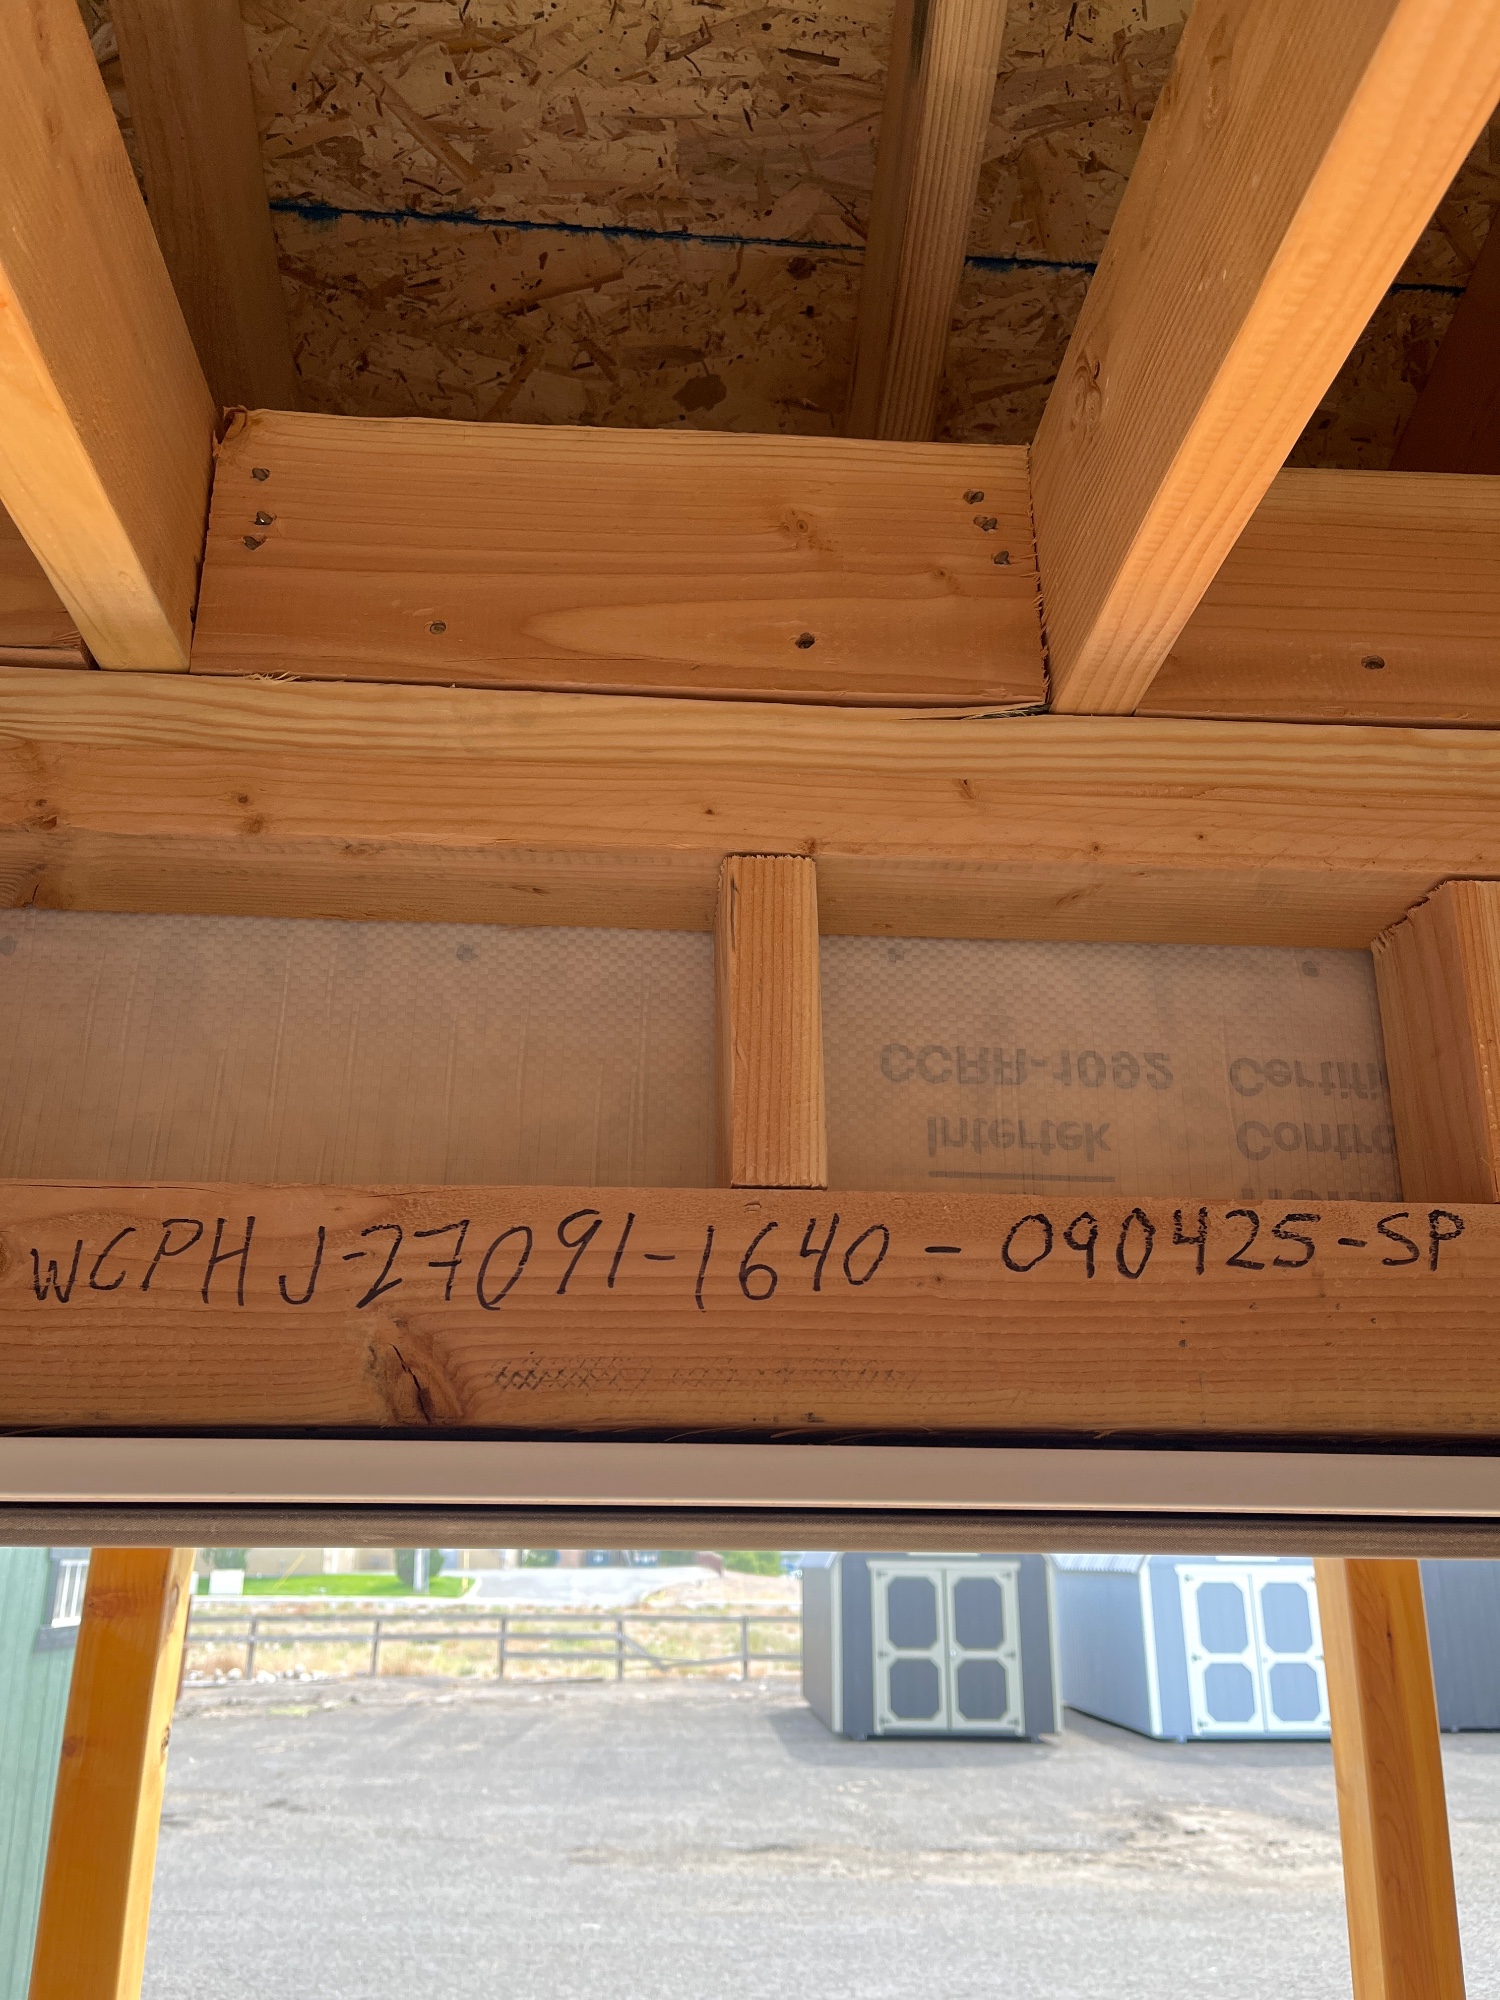 CCRR-1092 Certifi
Intertek Contro
WCPHJ-27091-1640-090425-SP